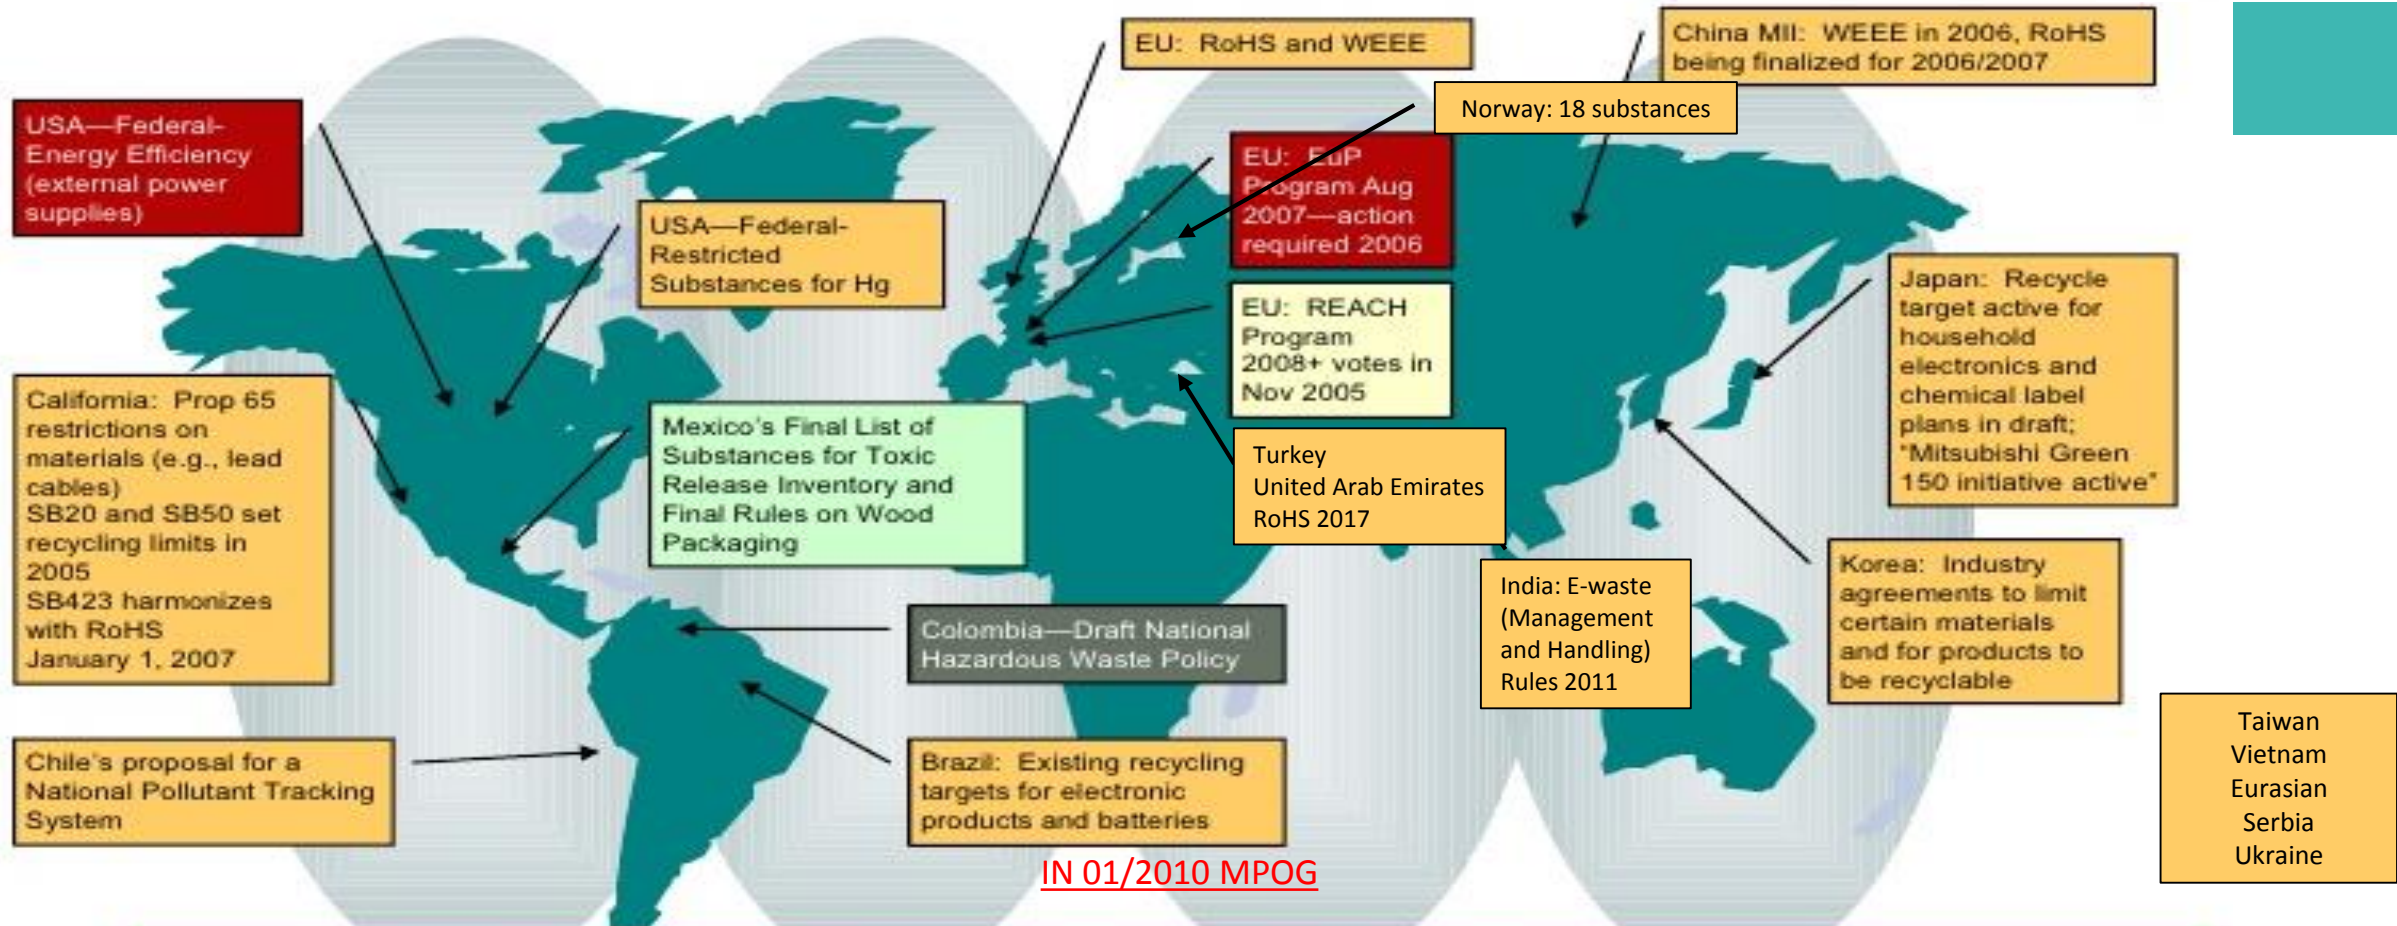 EU: RoHS and WEEE
China MII: WEEE in 2006, RoHS
being finalized for 2006/2007
Norway: 18 substances
USA—Federal-
Energy Efficiency
(external power
supplies)
EU: EuP
Program Aug
2007—action
required 2006
USA—Federal-
Restricted
Substances for Hg
EU: REACH
Program
2008+ votes in
Nov 2005
Japan: Recycle
target active for
household
electronics and
chemical label
plans in draft;
"Mitsubishi Green
150 initiative active"
California: Prop 65
restrictions on
materials (e.g., lead
cables)
SB20 and SB50 set
recycling limits in
2005
SB423 harmonizes
with RoHS
January 1, 2007
Mexico's Final List of
Substances for Toxic
Release Inventory and
Final Rules on Wood
Packaging
Turkey
United Arab Emirates
RoHS 2017
India: E-waste
(Management
and Handling)
Rules 2011
Korea: Industry
agreements to limit
certain materials
and for products to
be recyclable
Colombia—Draft National
Hazardous Waste Policy
Chile's proposal for a
National Pollutant Tracking
System
Brazil: Existing recycling
targets for electronic
products and batteries
Taiwan
Vietnam
Eurasian
Serbia
Ukraine
IN 01/2010 MPOG